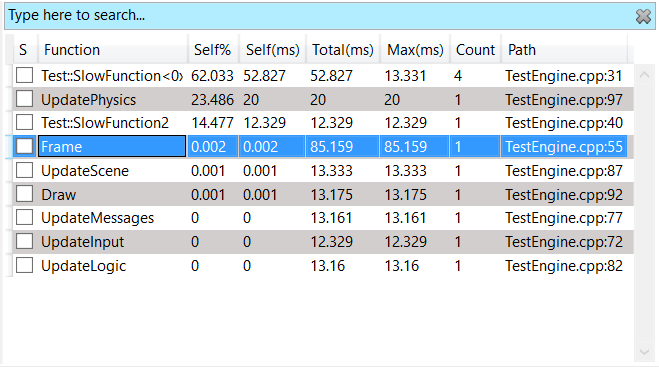 Type here to search...
S Function Self% Self(ms) Total(ms) Max(ms) Count Path
Test::SlowFunction<0x 62.033 52.827 52.827 13.331 4 TestEngine.cpp:31
UpdatePhysics 23.486 20 20 20 1 TestEngine.cpp:97
Test::SlowFunction2 14.477 12.329 12.329 12.329 1 TestEngine.cpp:40
Frame 0.002 0.002 85.159 85.159 1 TestEngine.cpp:55
UpdateScene 0.001 0.001 13.333 13.333 1 TestEngine.cpp:87
Draw 0.001 0.001 13.175 13.175 1 TestEngine.cpp:92
UpdateMessages 0 0 13.161 13.161 1 TestEngine.cpp:77
UpdateInput 0 0 12.329 12.329 1 TestEngine.cpp:72
UpdateLogic 0 0 13.16 13.16 1 TestEngine.cpp:82